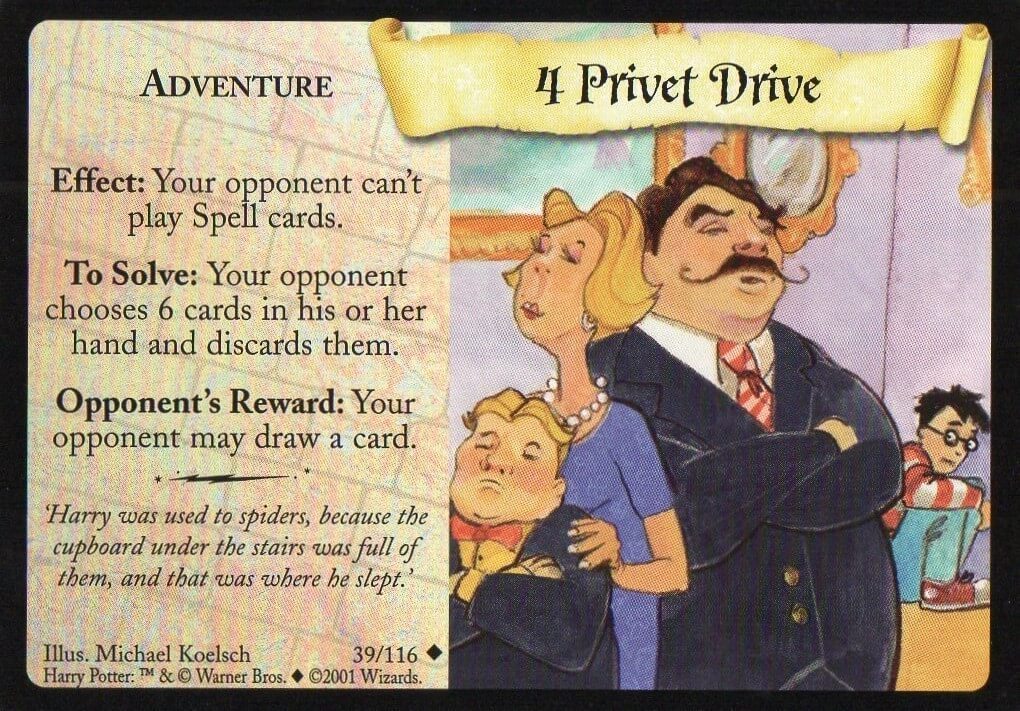 4 Privet Drive
ADVENTURE
Effect: Your opponent can't
play Spell cards.
To Solve: Your opponent
chooses 6 cards in his or her
hand and discards them.
Opponent's Reward: Your
opponent may draw a card.
'Harry was used to spiders, because the
cupboard under the stairs was full of
them, and that was where he slept.'
Illus. Michael Koelsch 39/116 ◆
Harry Potter: ™ & © Warner Bros. ◆ ©2001 Wizards.